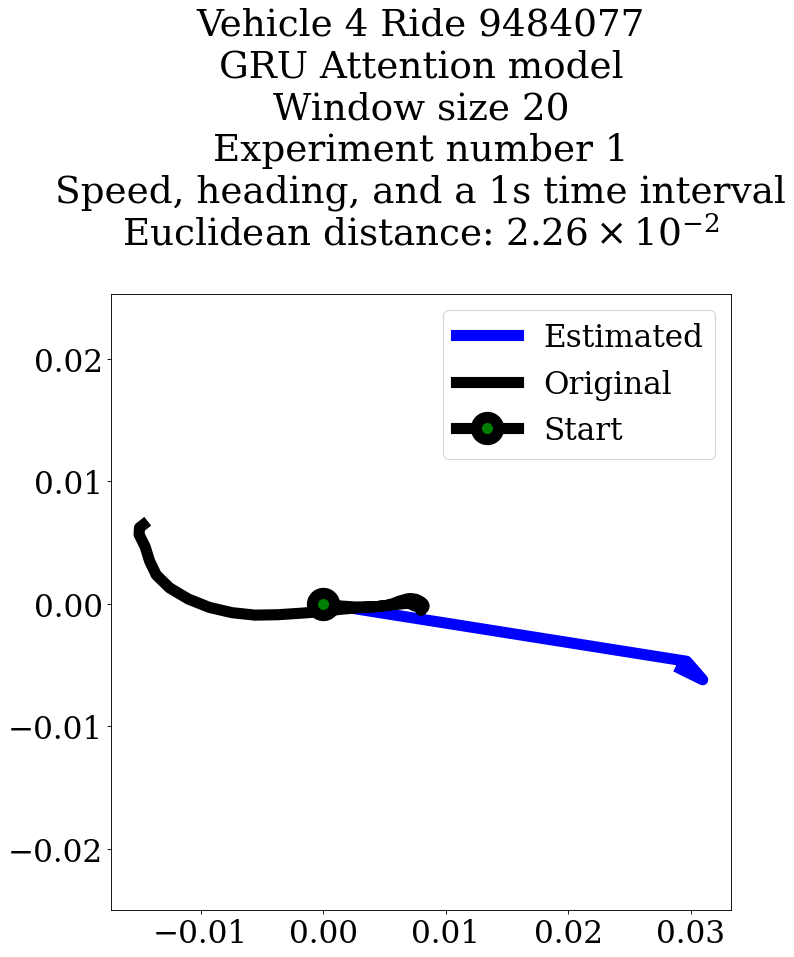 Vehicle 4 Ride 9484077
GRU Attention model
Window size 20
Experiment number 1
Speed, heading, and a 1s time interval
Euclidean distance: 2.26 × 10⁻²
Estimated
Original
Start
0.02
0.01
0.00
−0.01
−0.02
−0.01 0.00 0.01 0.02 0.03